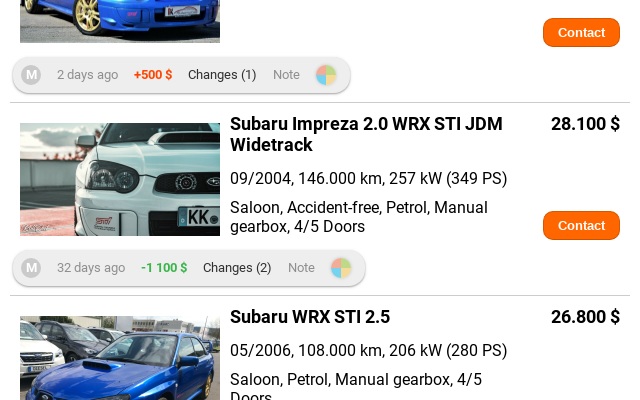 Contact
M 2 days ago +500 $ Changes (1) Note
Subaru Impreza 2.0 WRX STI JDM 28.100 $
Widetrack
09/2004, 146.000 km, 257 kW (349 PS)
Saloon, Accident-free, Petrol, Manual
gearbox, 4/5 Doors
Contact
KK
STI
M 32 days ago -1 100 $ Changes (2) Note
Subaru WRX STI 2.5 26.800 $
05/2006, 108.000 km, 206 kW (280 PS)
Saloon, Petrol, Manual gearbox, 4/5
Doors